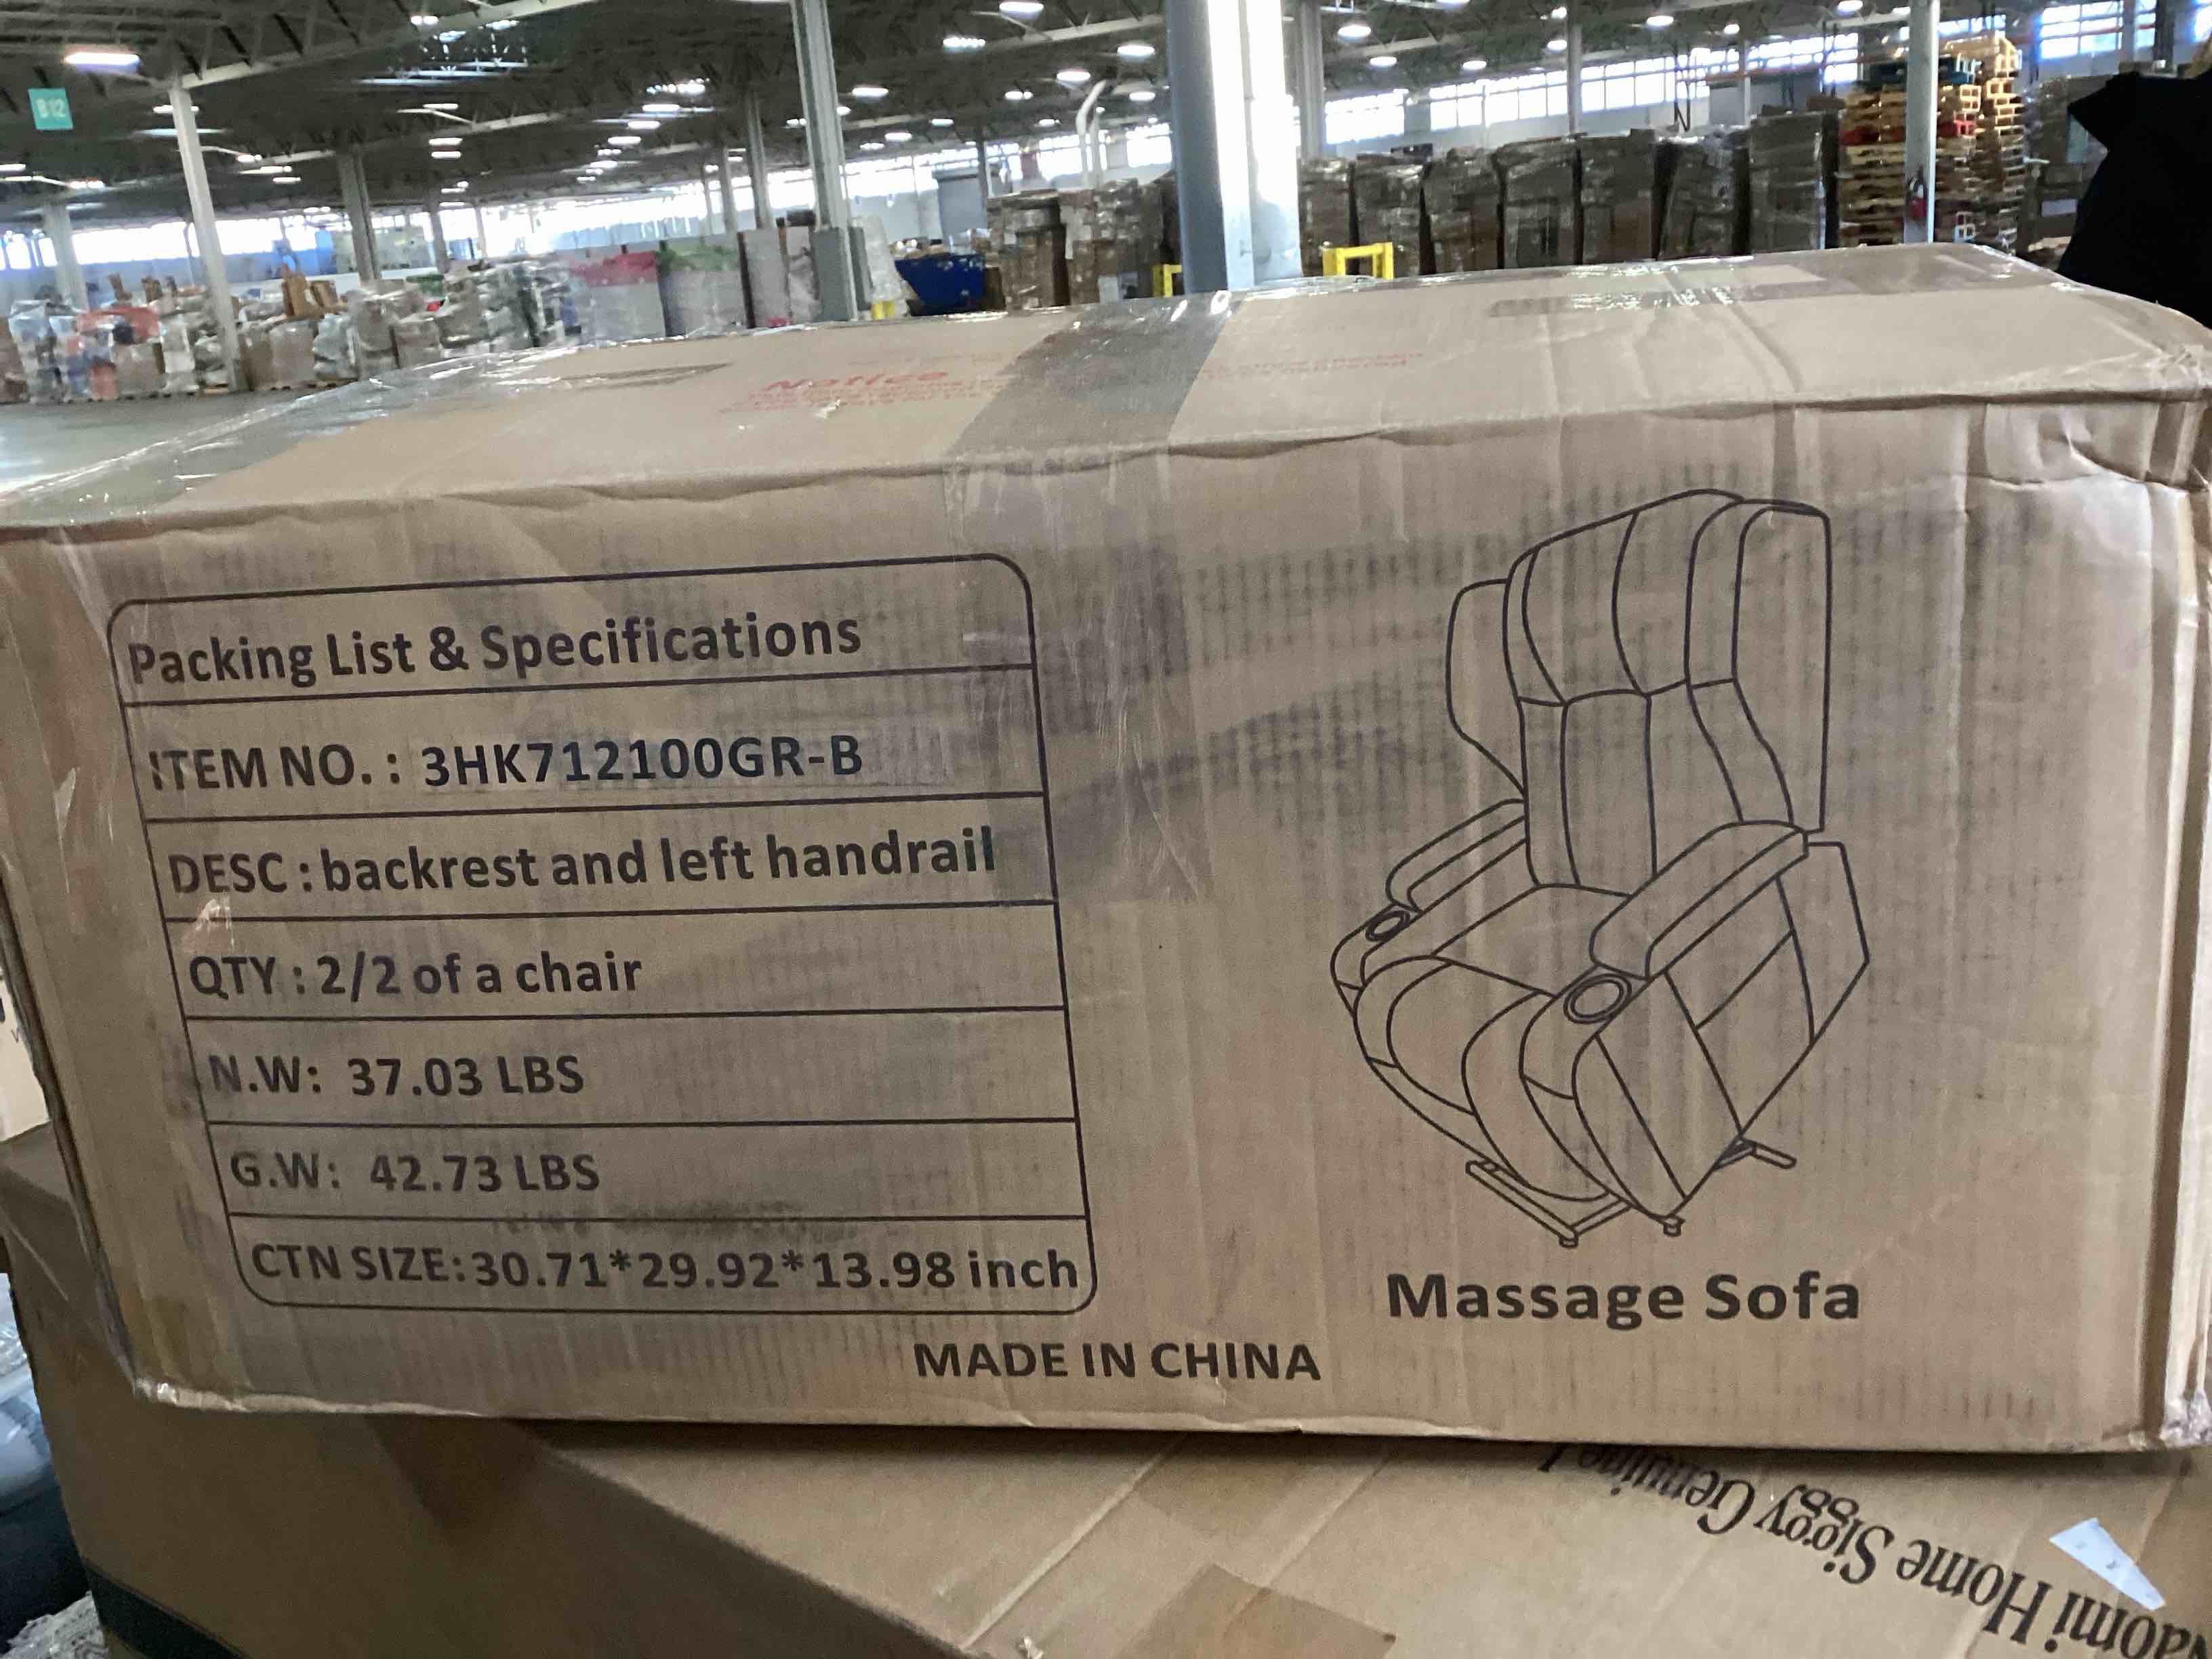 B12
Notice
Packing List & Specifications
ITEM NO. : 3HK712100GR-B
DESC : backrest and left handrail
QTY : 2/2 of a chair
N.W: 37.03 LBS
G.W: 42.73 LBS
CTN SIZE:30.71*29.92*13.98 inch
Massage Sofa
MADE IN CHINA
Naomi Home Siggy Genuine